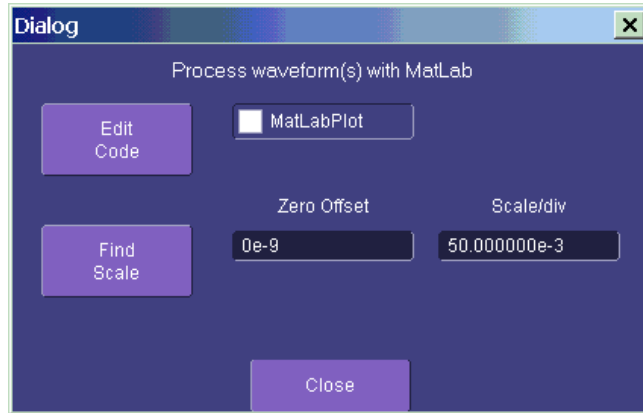 Dialog
Process waveform(s) with MatLab
Edit
Code
MatLabPlot
Zero Offset
Scale/div
Find
Scale
0e-9
50.000000e-3
Close